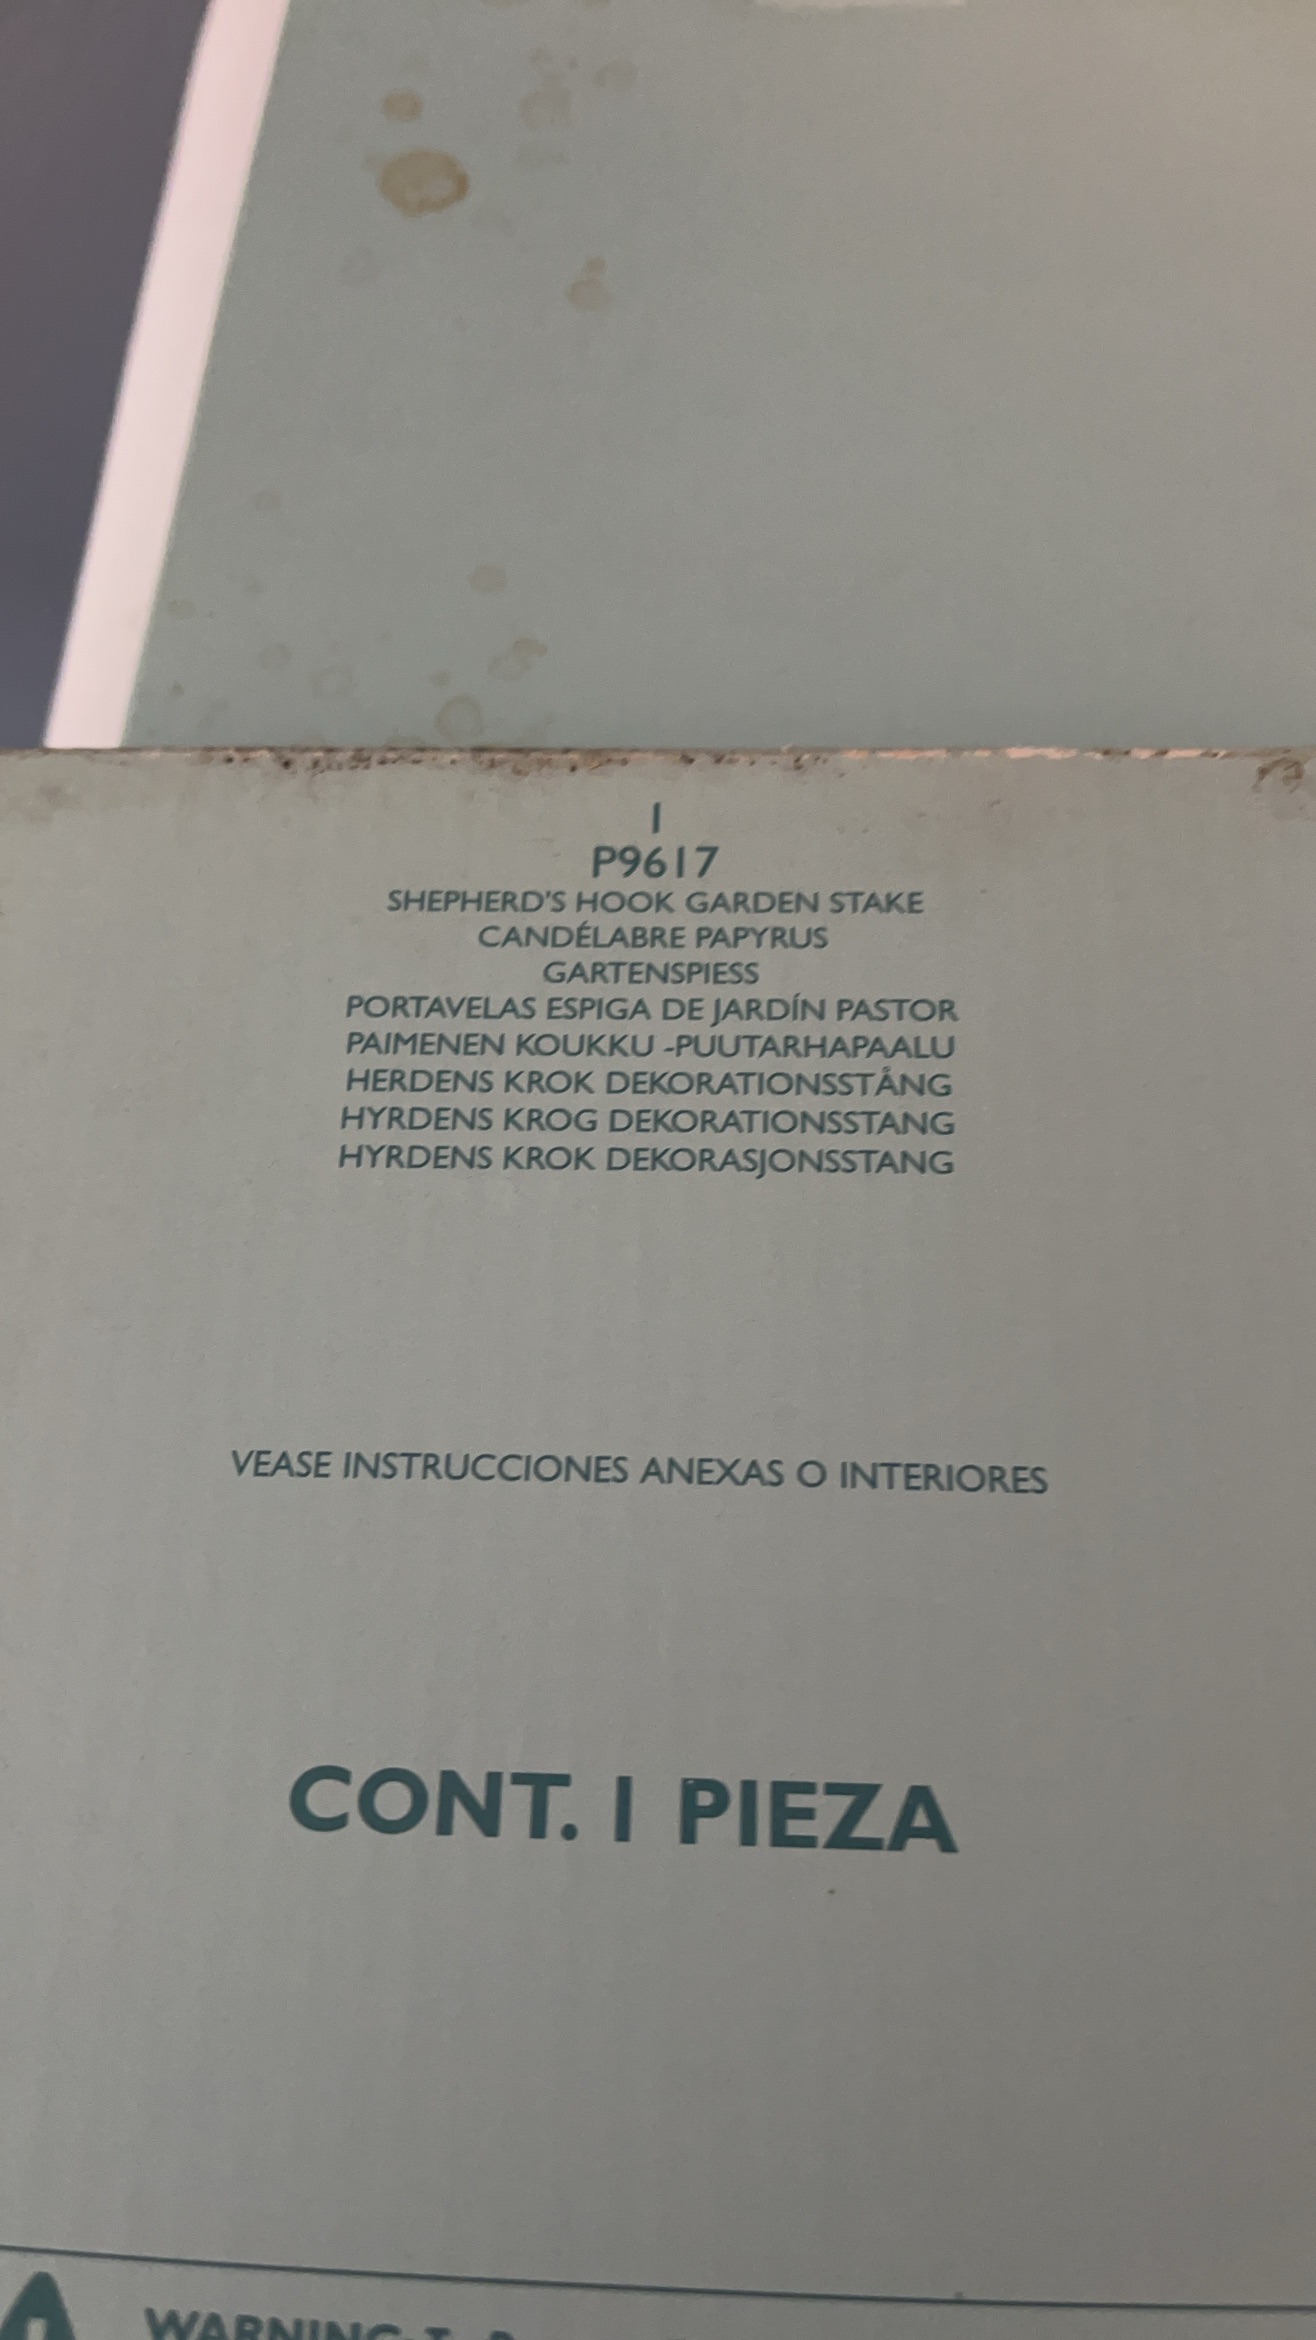 1
P9617
SHEPHERD'S HOOK GARDEN STAKE
CANDÉLABRE PAPYRUS
GARTENSPIESS
PORTAVELAS ESPIGA DE JARDÍN PASTOR
PAIMENEN KOUKKU -PUUTARHAPAALU
HERDENS KROK DEKORATIONSSTÅNG
HYRDENS KROG DEKORATIONSSTANG
HYRDENS KROK DEKORASJONSSTANG
VEASE INSTRUCCIONES ANEXAS O INTERIORES
CONT. 1 PIEZA
WARNING